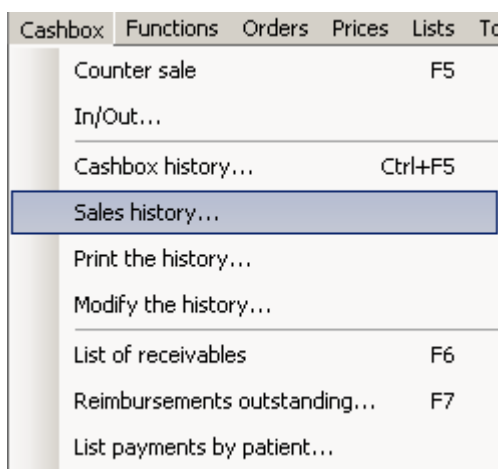 Cashbox Functions Orders Prices Lists To
Counter sale F5
In/Out...
Cashbox history... Ctrl+F5
Sales history...
Print the history...
Modify the history...
List of receivables F6
Reimbursements outstanding... F7
List payments by patient...